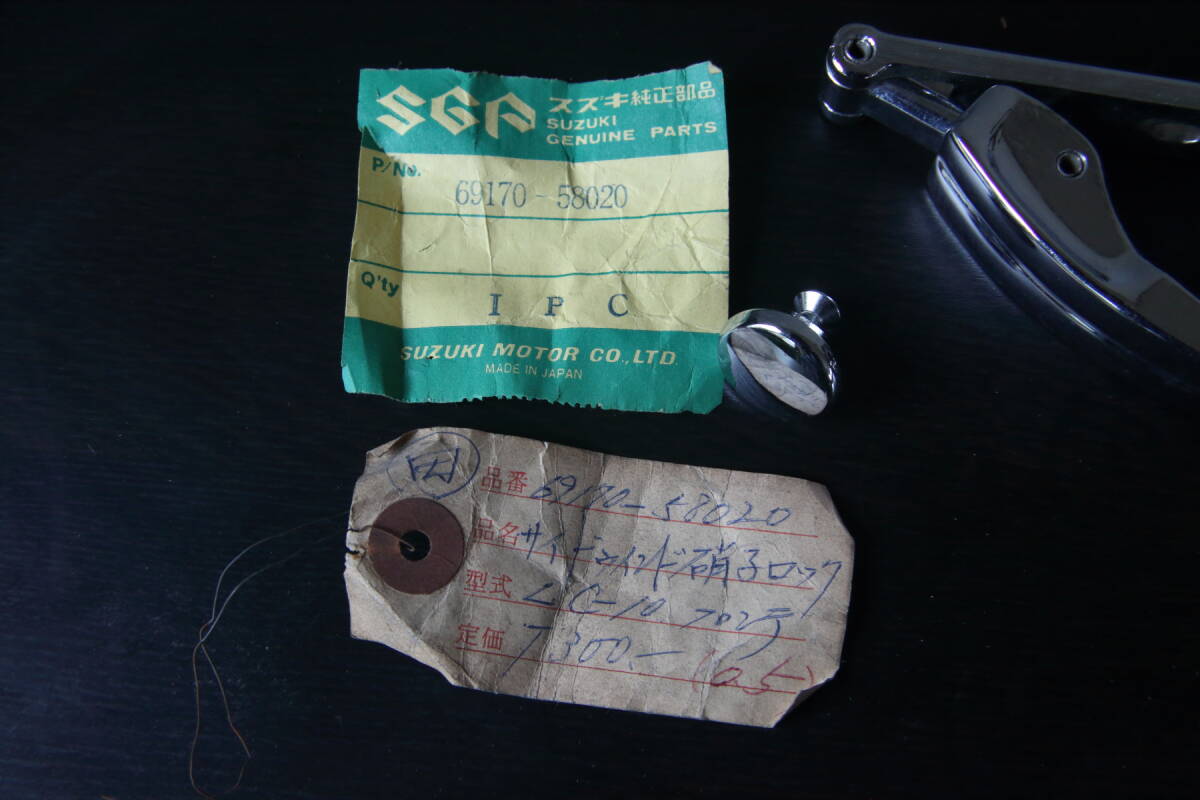 SGP スズキ純正部品
SUZUKI
GENUINE PARTS
P/No.
69170-58020
Q'ty
1 P C
SUZUKI MOTOR CO.,LTD.
MADE IN JAPAN
田
品番 69170-58020
品名 サイドウインド硝子ロック
型式 LC-10 フロンテ
定価 300.-
(05)